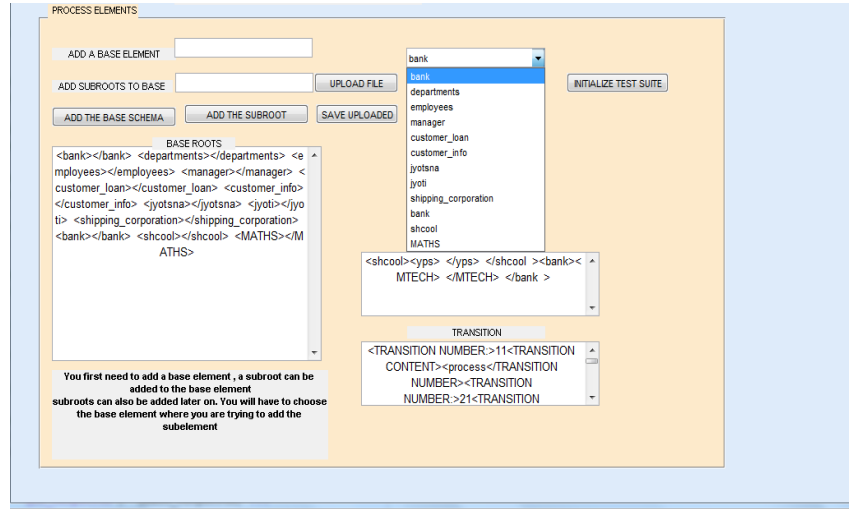 PROCESS ELEMENTS
ADD A BASE ELEMENT
bank
ADD SUBROOTS TO BASE
UPLOAD FILE
INITIALIZE TEST SUITE
ADD THE BASE SCHEMA
ADD THE SUBROOT
SAVE UPLOADED
bank
departments
employees
manager
customer_loan
customer_info
jyotsna
jyoti
shipping_corporation
bank
shcool
MATHS
BASE ROOTS
<bank></bank> <departments></departments> <e
mployees></employees> <manager></manager> <
customer_loan></customer_loan> <customer_info>
</customer_info> <jyotsna></jyotsna> <jyoti></jyo
ti> <shipping_corporation></shipping_corporation>
<bank></bank> <shcool></shcool> <MATHS></M
ATHS>
<shcool><yps> </yps> </shcool ><bank><
MTECH> </MTECH> </bank >
TRANSITION
<TRANSITION NUMBER:>11<TRANSITION
CONTENT><process</TRANSITION
NUMBER><TRANSITION
NUMBER:>21<TRANSITION
You first need to add a base element , a subroot can be
added to the base element
subroots can also be added later on. You will have to choose
the base element where you are trying to add the
subelement